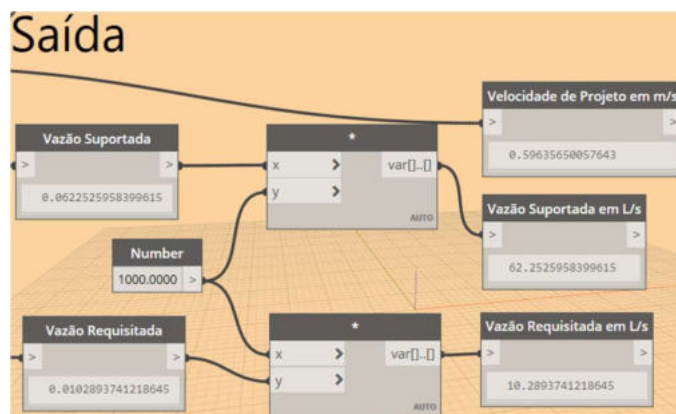 Saída
Velocidade de Projeto em m/s
> >
0.59635650057643
Vazão Suportada
> >
0.0622525958399615
*
x > var[]..[]
y >
AUTO
Vazão Suportada em L/s
> >
62.2525958399615
Number
1000.0000 >
Vazão Requisitada
> >
0.0102893741218645
*
x > var[]..[]
y >
AUTO
Vazão Requisitada em L/s
> >
10.2893741218645